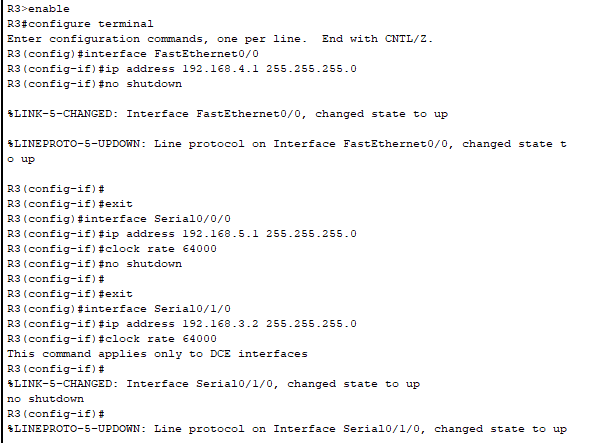 R3>enable
R3#configure terminal
Enter configuration commands, one per line.  End with CNTL/Z.
R3(config)#interface FastEthernet0/0
R3(config-if)#ip address 192.168.4.1 255.255.255.0
R3(config-if)#no shutdown

%LINK-5-CHANGED: Interface FastEthernet0/0, changed state to up

%LINEPROTO-5-UPDOWN: Line protocol on Interface FastEthernet0/0, changed state t
o up

R3(config-if)#
R3(config-if)#exit
R3(config)#interface Serial0/0/0
R3(config-if)#ip address 192.168.5.1 255.255.255.0
R3(config-if)#clock rate 64000
R3(config-if)#no shutdown
R3(config-if)#
R3(config-if)#exit
R3(config)#interface Serial0/1/0
R3(config-if)#ip address 192.168.3.2 255.255.255.0
R3(config-if)#clock rate 64000
This command applies only to DCE interfaces
R3(config-if)#
%LINK-5-CHANGED: Interface Serial0/1/0, changed state to up
no shutdown
R3(config-if)#
%LINEPROTO-5-UPDOWN: Line protocol on Interface Serial0/1/0, changed state to up